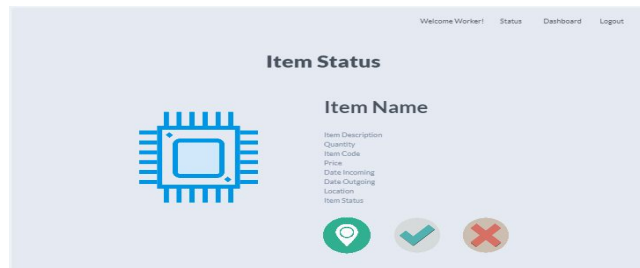 Welcome Worker! Status Dashboard Logout
Item Status
Item Name
Item Description
Quantity
Item Code
Price
Date Incoming
Data Outgoing
Location
Item Status